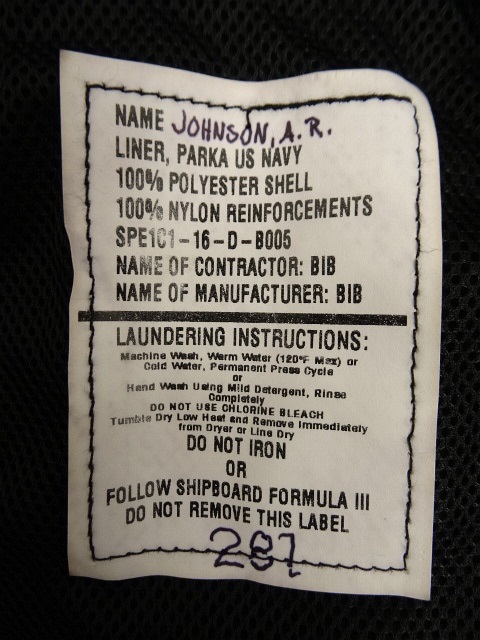 NAME JOHNSON, A.R.
LINER, PARKA US NAVY
100% POLYESTER SHELL
100% NYLON REINFORCEMENTS
SPE1C1-16-D-B005
NAME OF CONTRACTOR: BIB
NAME OF MANUFACTURER: BIB
LAUNDERING INSTRUCTIONS:
Machine Wash, Warm Water (120°F Max) or
Cold Water, Permanent Press Cycle
or
Hand Wash Using Mild Detergent, Rinse
Completely
DO NOT USE CHLORINE BLEACH
Tumble Dry Low Heat and Remove Immediately
from Dryer or Line Dry
DO NOT IRON
OR
FOLLOW SHIPBOARD FORMULA III
DO NOT REMOVE THIS LABEL
287